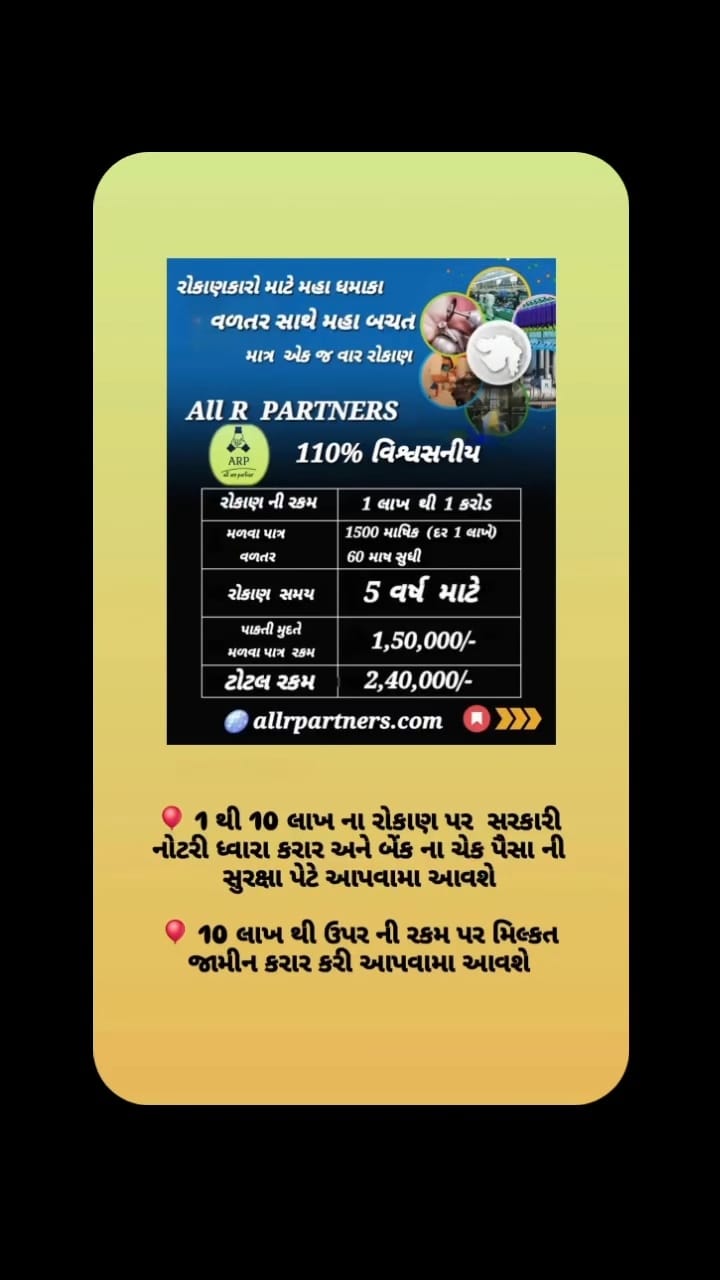 રોકાણકારો માટે મહા ધમાકા
વળતર સાથે મહા બચત
માત્ર એક જ વાર રોકાણ
All R PARTNERS
ARP
110% વિશ્વસનીય
રોકાણ ની રકમ 1 લાખ થી 1 કરોડ
મળવા પાત્ર વળતર 1500 માષિક (દર 1 લાખે)
60 માષ સુધી
રોકાણ સમય 5 વર્ષ માટે
પાકતી મુદતે
મળવા પાત્ર રકમ 1,50,000/-
ટોટલ રકમ 2,40,000/-
allrpartners.com
1 થી 10 લાખ ના રોકાણ પર સરકારી
નોટરી ધ્વારા કરાર અને બેંક ના ચેક પૈસા ની
સુરક્ષા પેટે આપવામા આવશે
10 લાખ થી ઉપર ની રકમ પર મિલ્કત
જામીન કરાર કરી આપવામા આવશે